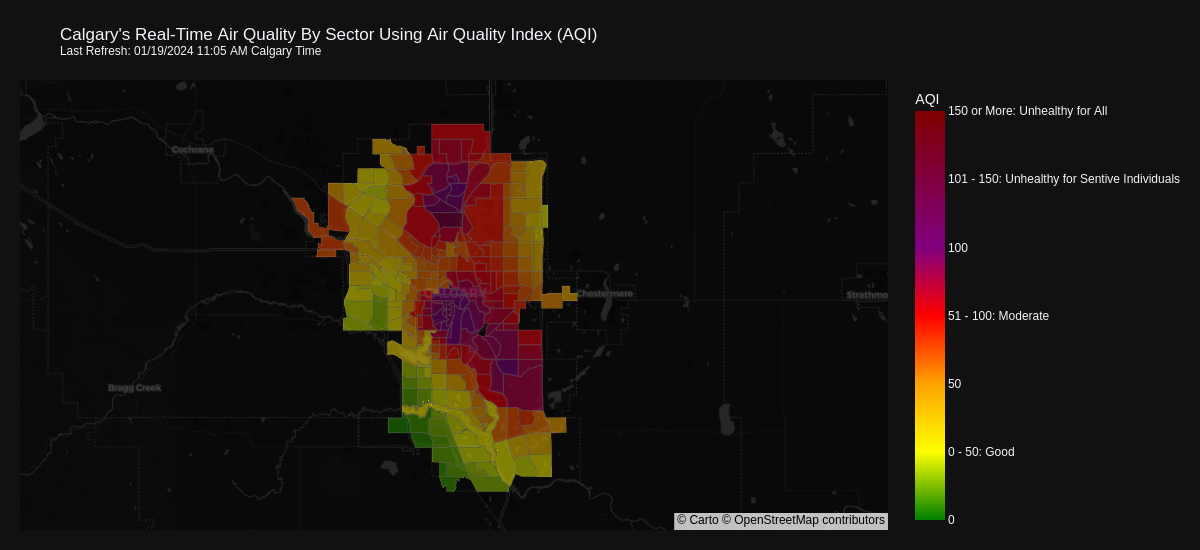 Calgary's Real-Time Air Quality By Sector Using Air Quality Index (AQI)
Last Refresh: 01/19/2024 11:05 AM Calgary Time
AQI
150 or More: Unhealthy for All
Cochrane
101 - 150: Unhealthy for Sentive Individuals
100
CALGARY
Chestermere
Strathmo
51 - 100: Moderate
50
Bragg Creek
0 - 50: Good
0
© Carto © OpenStreetMap contributors